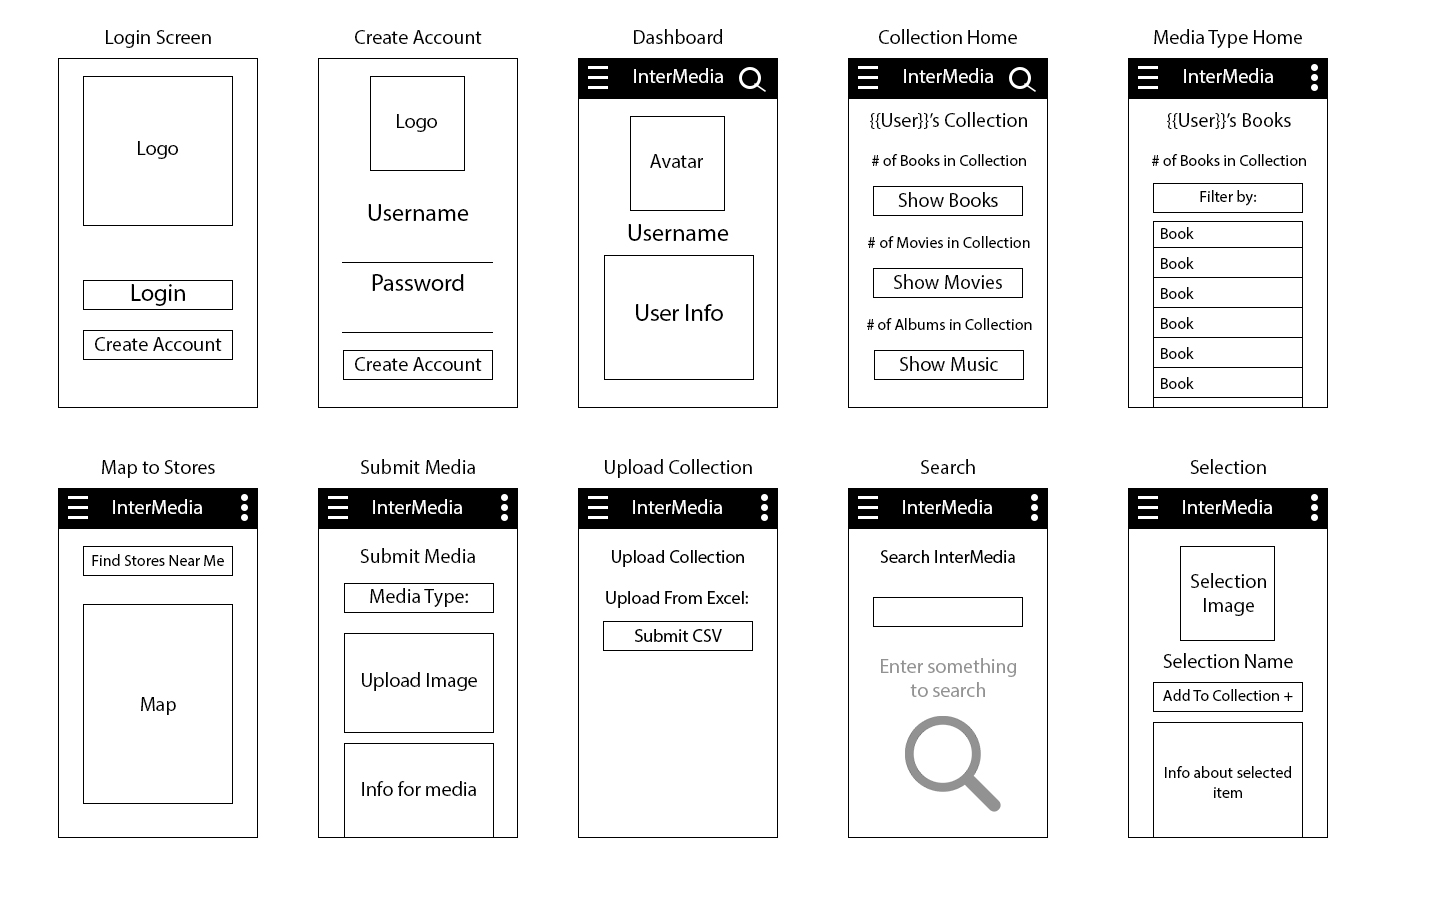 Login Screen
Logo
Login
Create Account
Create Account
Logo
Username
Password
Create Account
Dashboard
InterMedia
Avatar
Username
User Info
Collection Home
InterMedia
{{User}}’s Collection
# of Books in Collection
Show Books
# of Movies in Collection
Show Movies
# of Albums in Collection
Show Music
Media Type Home
InterMedia
{{User}}’s Books
# of Books in Collection
Filter by:
Book
Book
Book
Book
Book
Book
Map to Stores
InterMedia
Find Stores Near Me
Map
Submit Media
InterMedia
Submit Media
Media Type:
Upload Image
Info for media
Upload Collection
InterMedia
Upload Collection
Upload From Excel:
Submit CSV
Search
InterMedia
Search InterMedia
Enter something
to search
Selection
InterMedia
Selection
Image
Selection Name
Add To Collection +
Info about selected
item